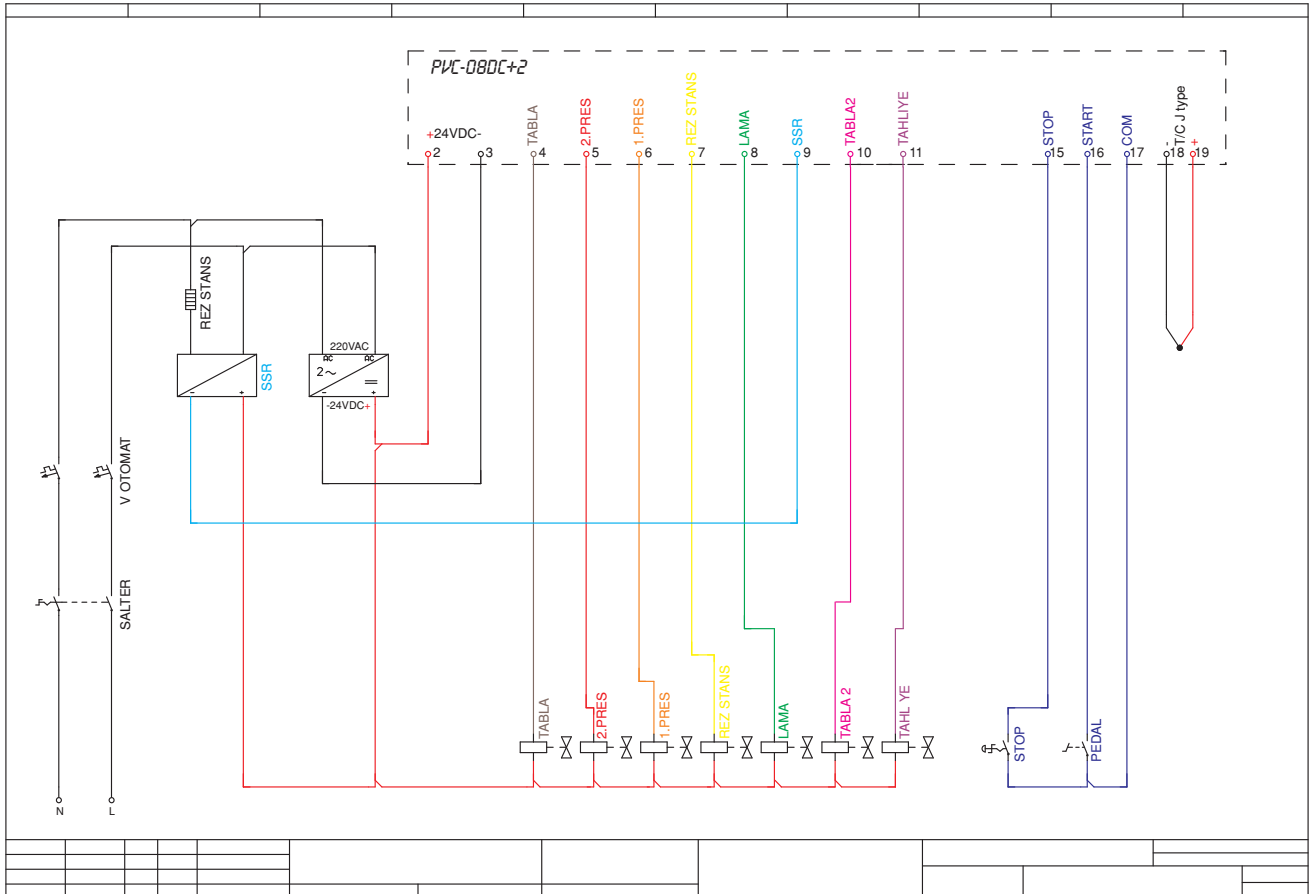 PVC-08DC+2
+24VDC-
TABLA
2.PRES
1.PRES
REZ STANS
LAMA
SSR
TABLA2
TAHLIYE
STOP
START
COM
- T/C J type +
2
3
4
5
6
7
8
9
10
11
15
16
17
18
19
REZ STANS
SSR
220VAC
AC AC
2~
- +
- +
-24VDC+
V OTOMAT
SALTER
TABLA
2.PRES
1.PRES
REZ STANS
LAMA
TABLA 2
TAHL YE
STOP
PEDAL
N
L